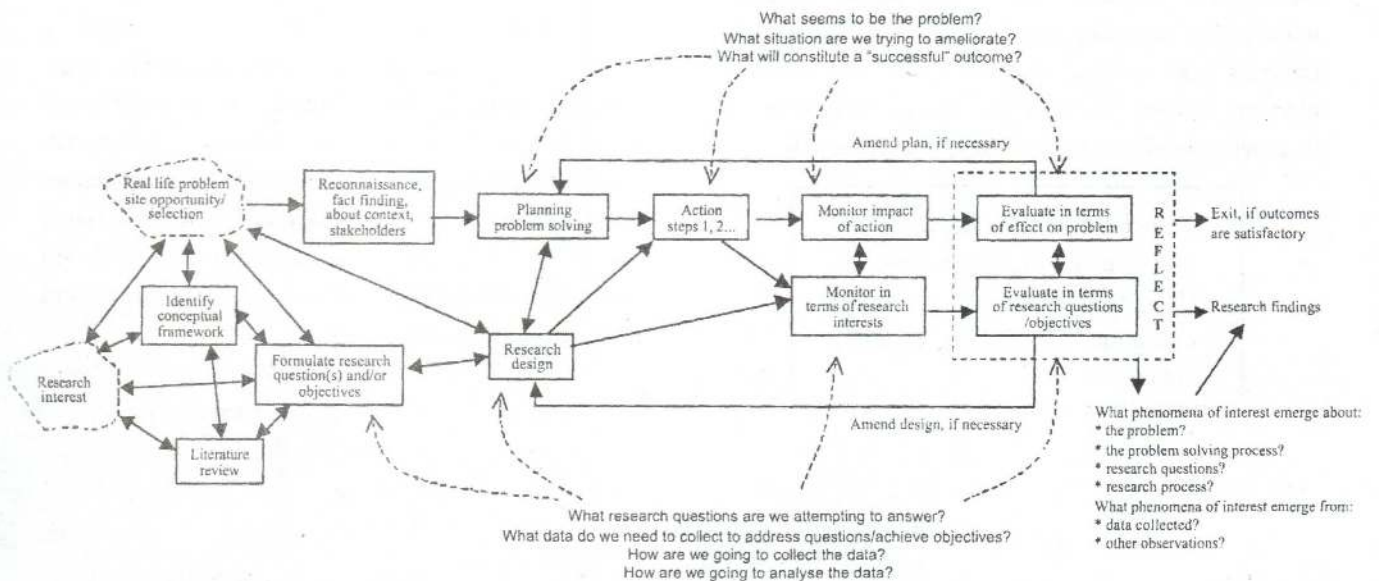 What seems to be the problem?
What situation are we trying to ameliorate?
What will constitute a "successful" outcome?
Amend plan, if necessary
Real life problem
site opportunity/
selection
Reconnaissance,
fact finding,
about context,
stakeholders
Planning
problem solving
Action
steps 1, 2...
Monitor impact
of action
Evaluate in terms
of effect on problem
REFLECT
Exit, if outcomes
are satisfactory
Identify
conceptual
framework
Monitor in
terms of research
interests
Evaluate in terms
of research questions
/objectives
Research findings
Research
interest
Formulate research
question(s) and/or
objectives
Research
design
Literature
review
Amend design, if necessary
What phenomena of interest emerge about:
* the problem?
* the problem solving process?
* research questions?
* research process?
What phenomena of interest emerge from:
* data collected?
* other observations?
What research questions are we attempting to answer?
What data do we need to collect to address questions/achieve objectives?
How are we going to collect the data?
How are we going to analyse the data?